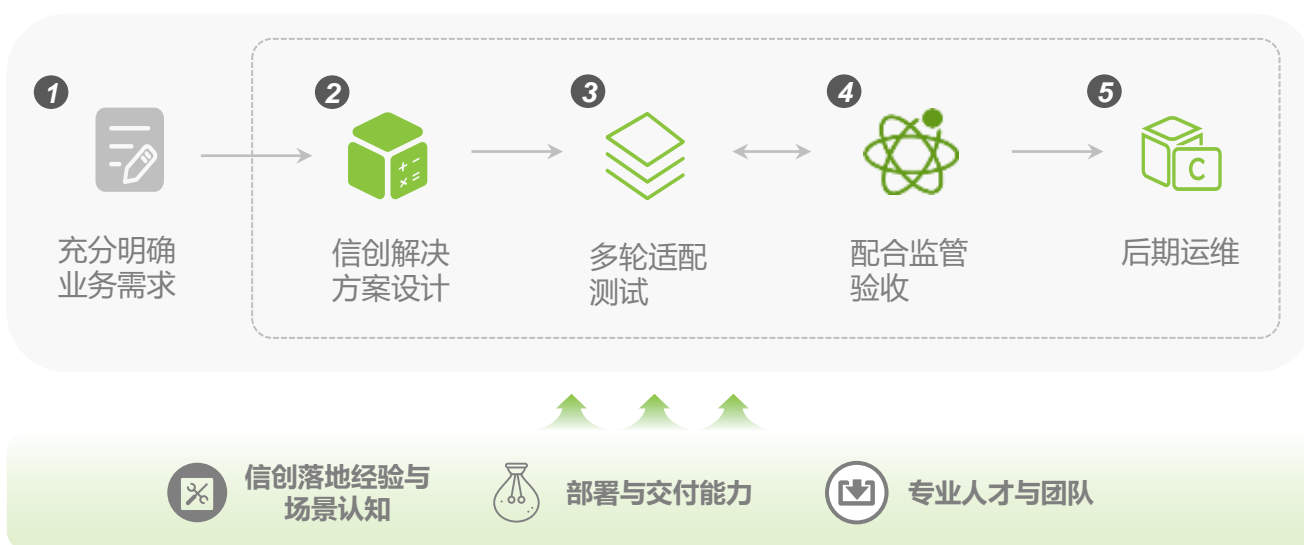 1
2
3
4
5
充分明确
业务需求
信创解决
方案设计
多轮适配
测试
配合监管
验收
后期运维
C
信创落地经验与
场景认知
部署与交付能力
专业人才与团队